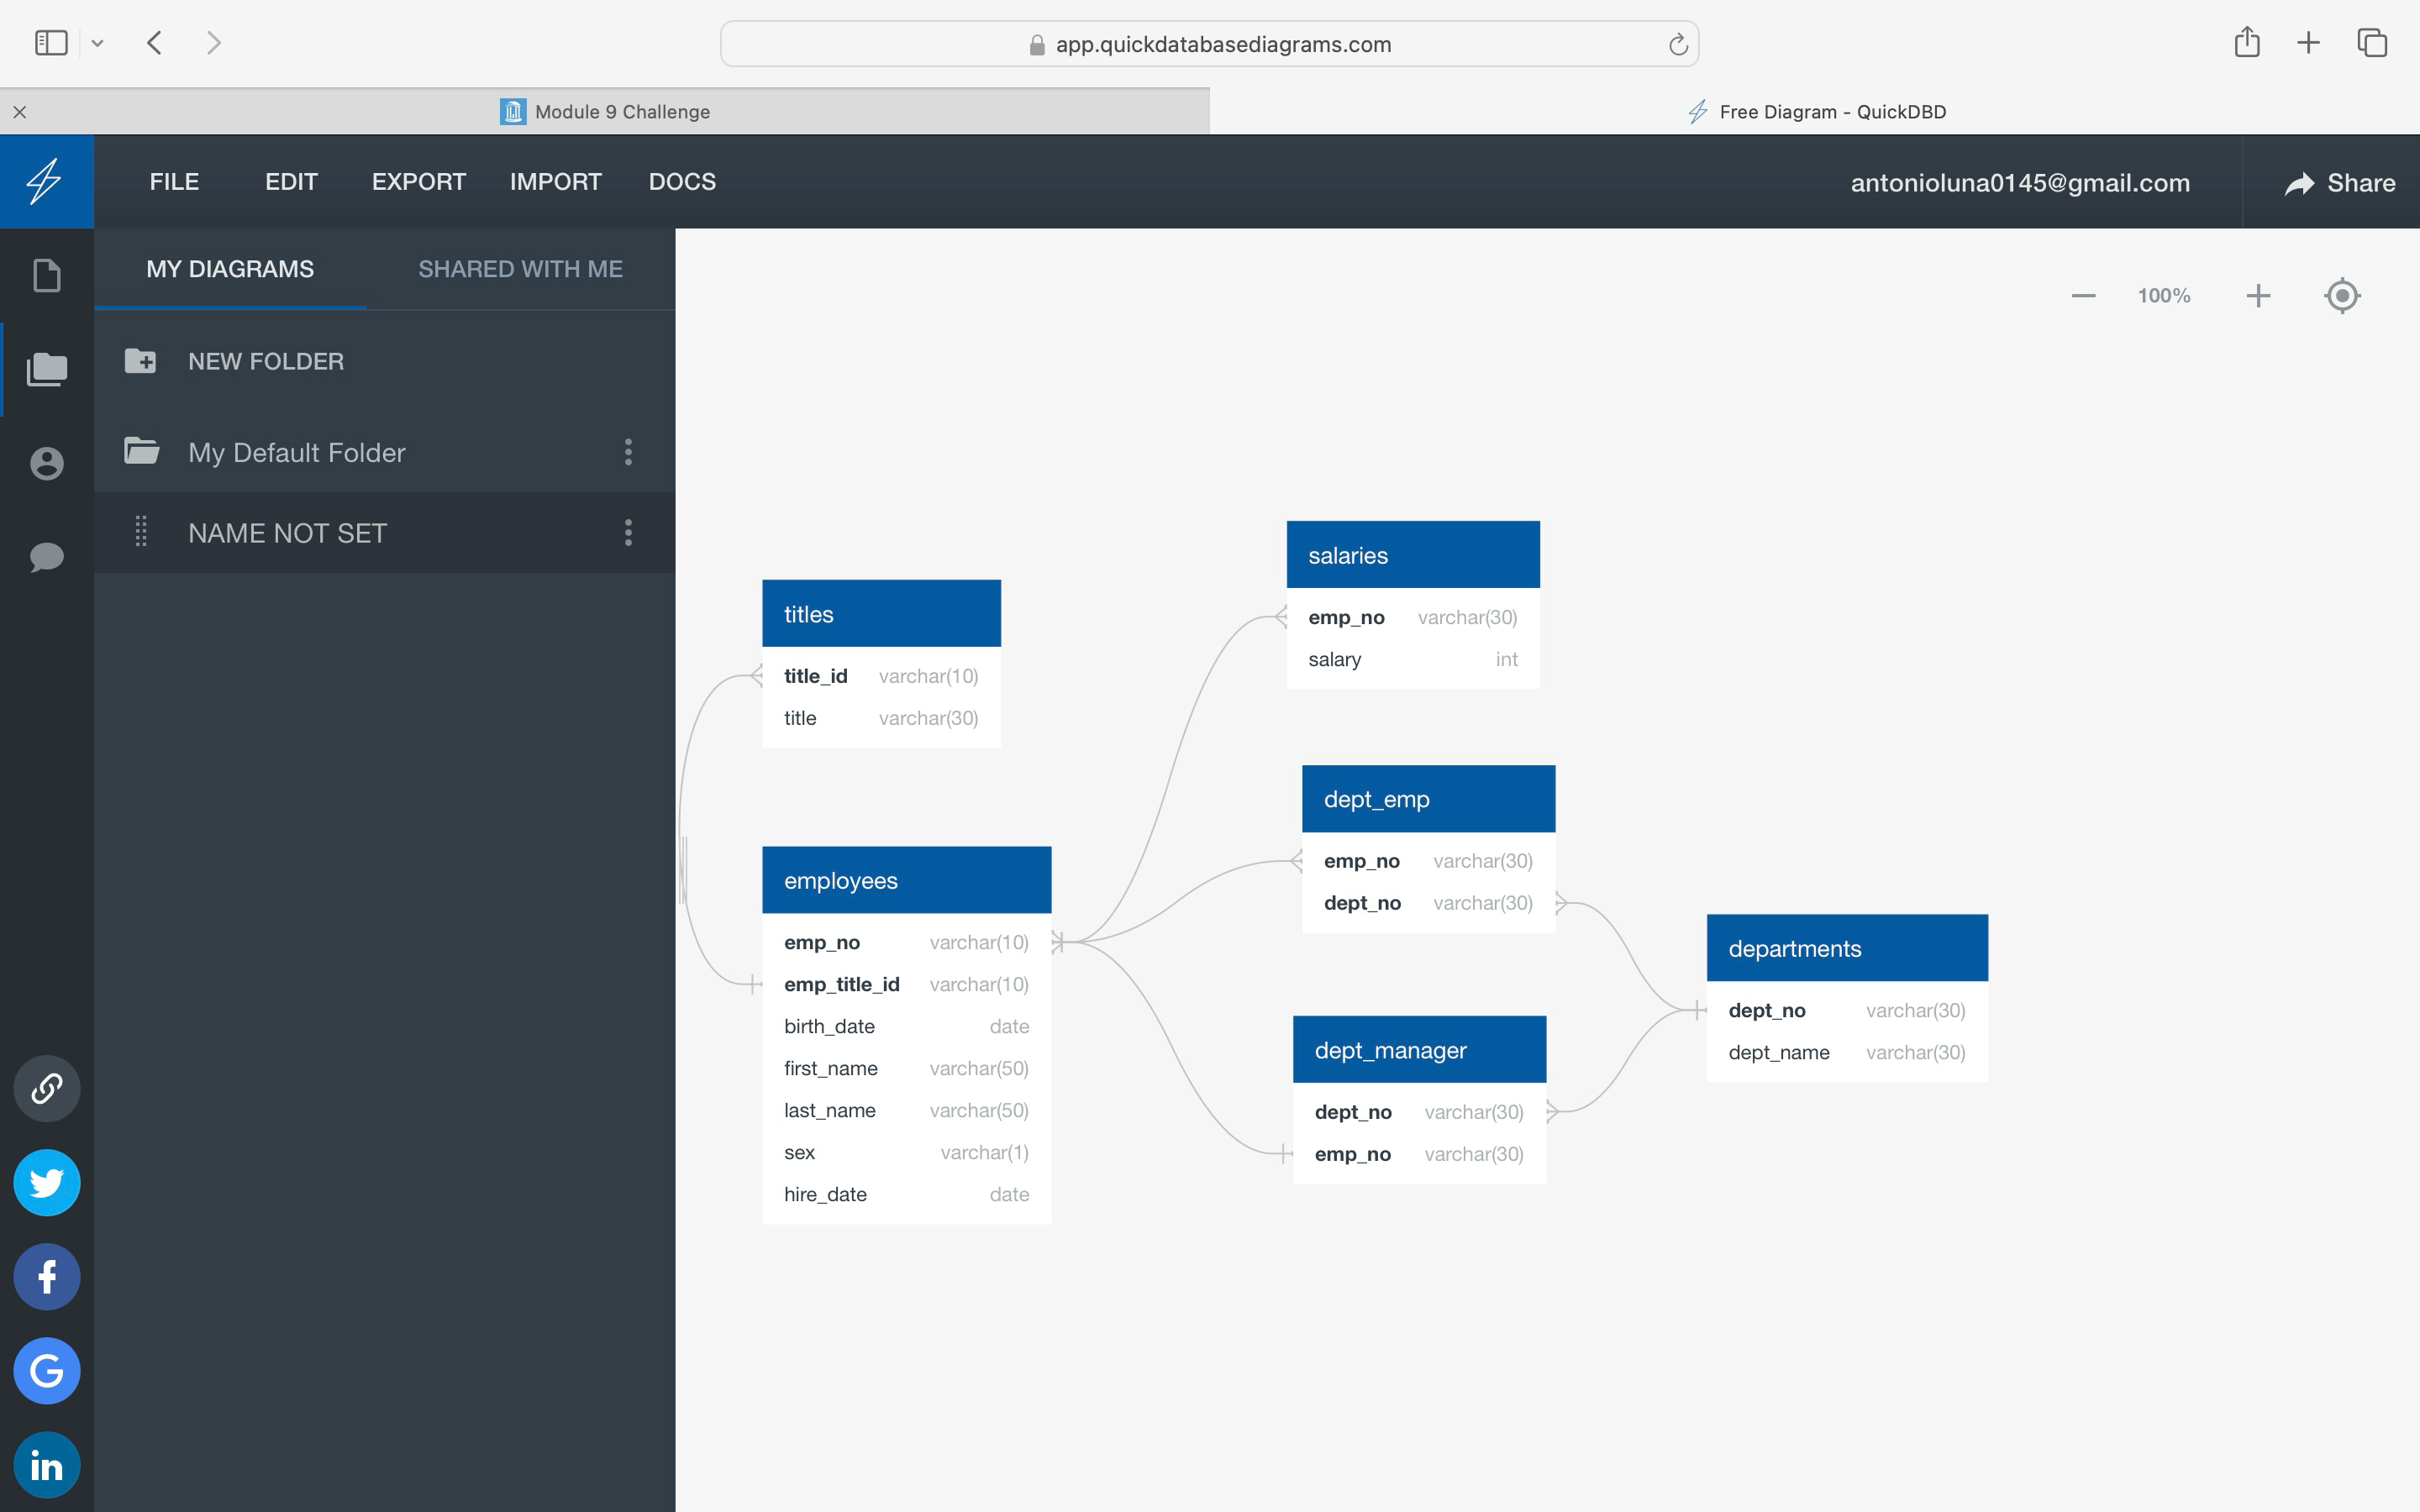 app.quickdatabasediagrams.com
Module 9 Challenge
Free Diagram - QuickDBD
FILE EDIT EXPORT IMPORT DOCS
antonioluna0145@gmail.com
Share
MY DIAGRAMS SHARED WITH ME
100%
NEW FOLDER
My Default Folder
NAME NOT SET
titles
title_id varchar(10)
title varchar(30)
employees
emp_no varchar(10)
emp_title_id varchar(10)
birth_date date
first_name varchar(50)
last_name varchar(50)
sex varchar(1)
hire_date date
salaries
emp_no varchar(30)
salary int
dept_emp
emp_no varchar(30)
dept_no varchar(30)
dept_manager
dept_no varchar(30)
emp_no varchar(30)
departments
dept_no varchar(30)
dept_name varchar(30)
f
G
in